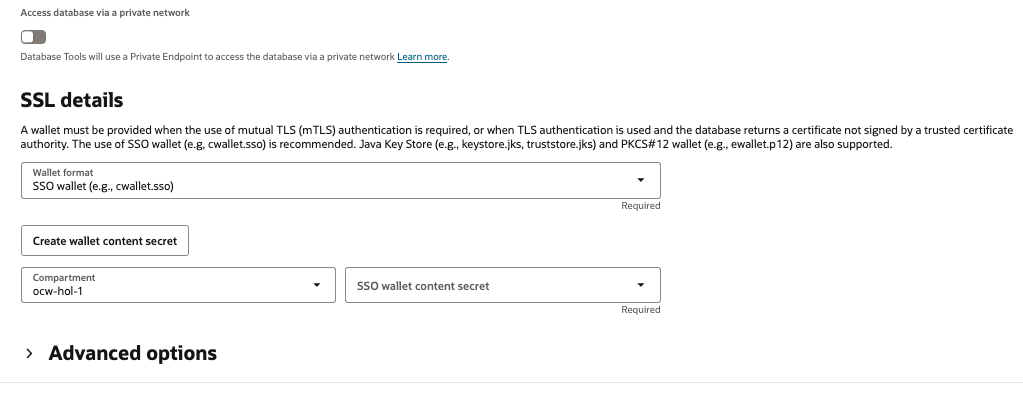 Access database via a private network
Database Tools will use a Private Endpoint to access the database via a private network Learn more.
SSL details
A wallet must be provided when the use of mutual TLS (mTLS) authentication is required, or when TLS authentication is used and the database returns a certificate not signed by a trusted certificate
authority. The use of SSO wallet (e.g, cwallet.sso) is recommended. Java Key Store (e.g., keystore.jks, truststore.jks) and PKCS#12 wallet (e.g., ewallet.p12) are also supported.
Wallet format
SSO wallet (e.g., cwallet.sso)
Required
Create wallet content secret
Compartment
ocw-hol-1
SSO wallet content secret
Required
Advanced options